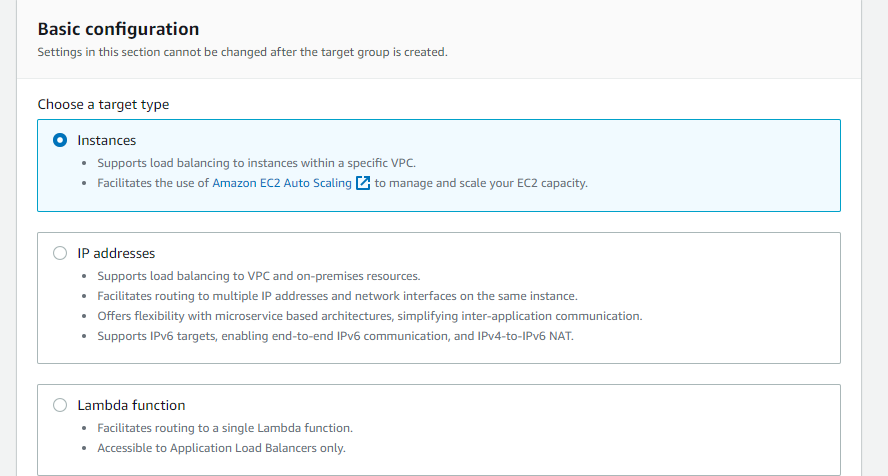 Basic configuration
Settings in this section cannot be changed after the target group is created.
Choose a target type
Instances
• Supports load balancing to instances within a specific VPC.
• Facilitates the use of Amazon EC2 Auto Scaling to manage and scale your EC2 capacity.
IP addresses
• Supports load balancing to VPC and on-premises resources.
• Facilitates routing to multiple IP addresses and network interfaces on the same instance.
• Offers flexibility with microservice based architectures, simplifying inter-application communication.
• Supports IPv6 targets, enabling end-to-end IPv6 communication, and IPv4-to-IPv6 NAT.
Lambda function
• Facilitates routing to a single Lambda function.
• Accessible to Application Load Balancers only.